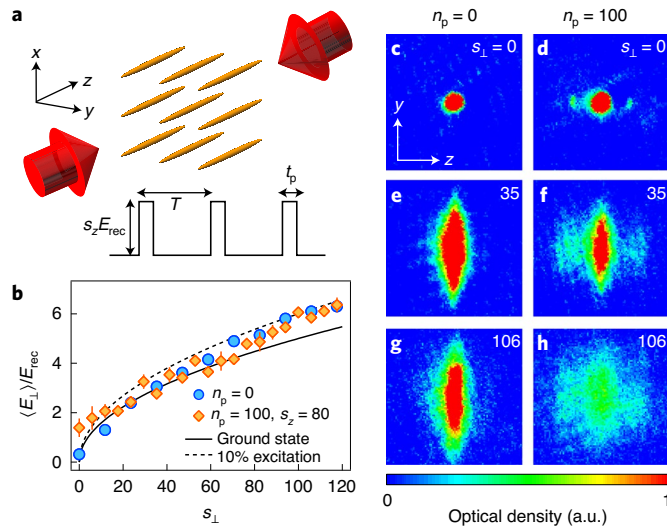 a
x
z
y
T
t_p
s_zE_rec
b
⟨E_⊥⟩/E_rec
6
4
2
0
n_p = 0
n_p = 100, s_z = 80
Ground state
10% excitation
0 20 40 60 80 100 120
s_⊥
n_p = 0 n_p = 100
c s_⊥ = 0
y
z
d s_⊥ = 0
e 35
f 35
g 106
h 106
0 1
Optical density (a.u.)